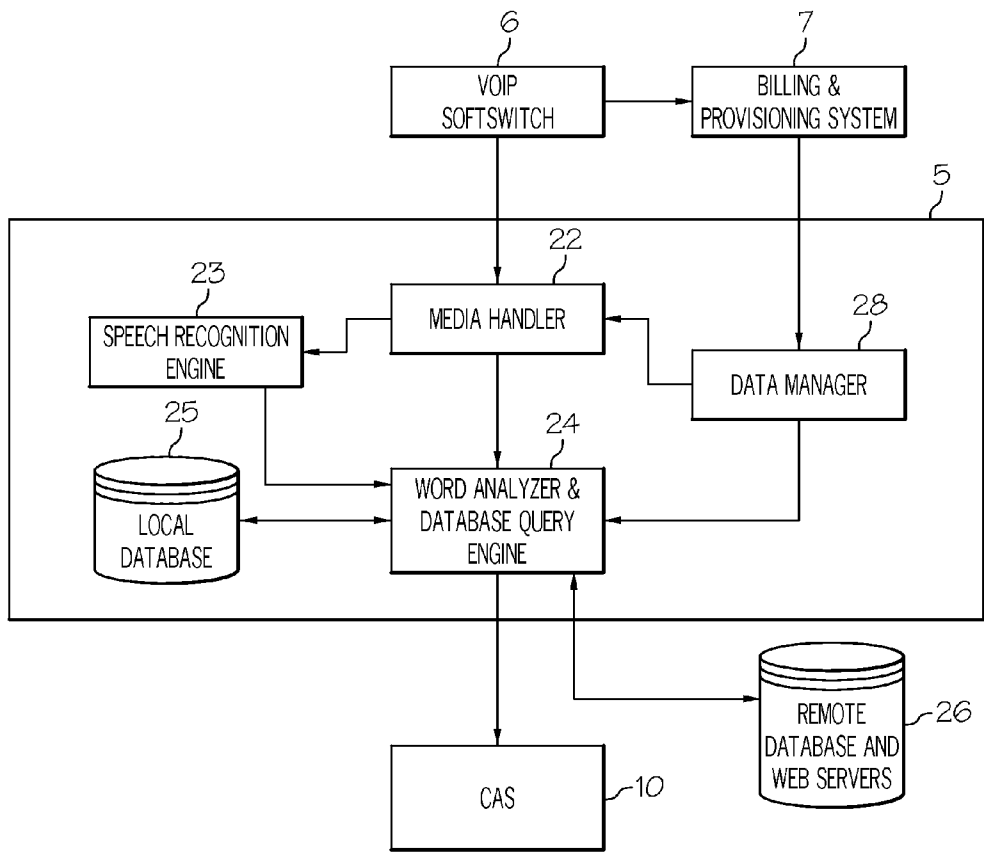 6
7
VOIP
SOFTSWITCH
BILLING &
PROVISIONING SYSTEM
5
22
23
MEDIA HANDLER
28
SPEECH RECOGNITION
ENGINE
DATA MANAGER
25
24
WORD ANALYZER &
DATABASE QUERY
ENGINE
LOCAL
DATABASE
REMOTE
DATABASE AND
WEB SERVERS
26
CAS
10